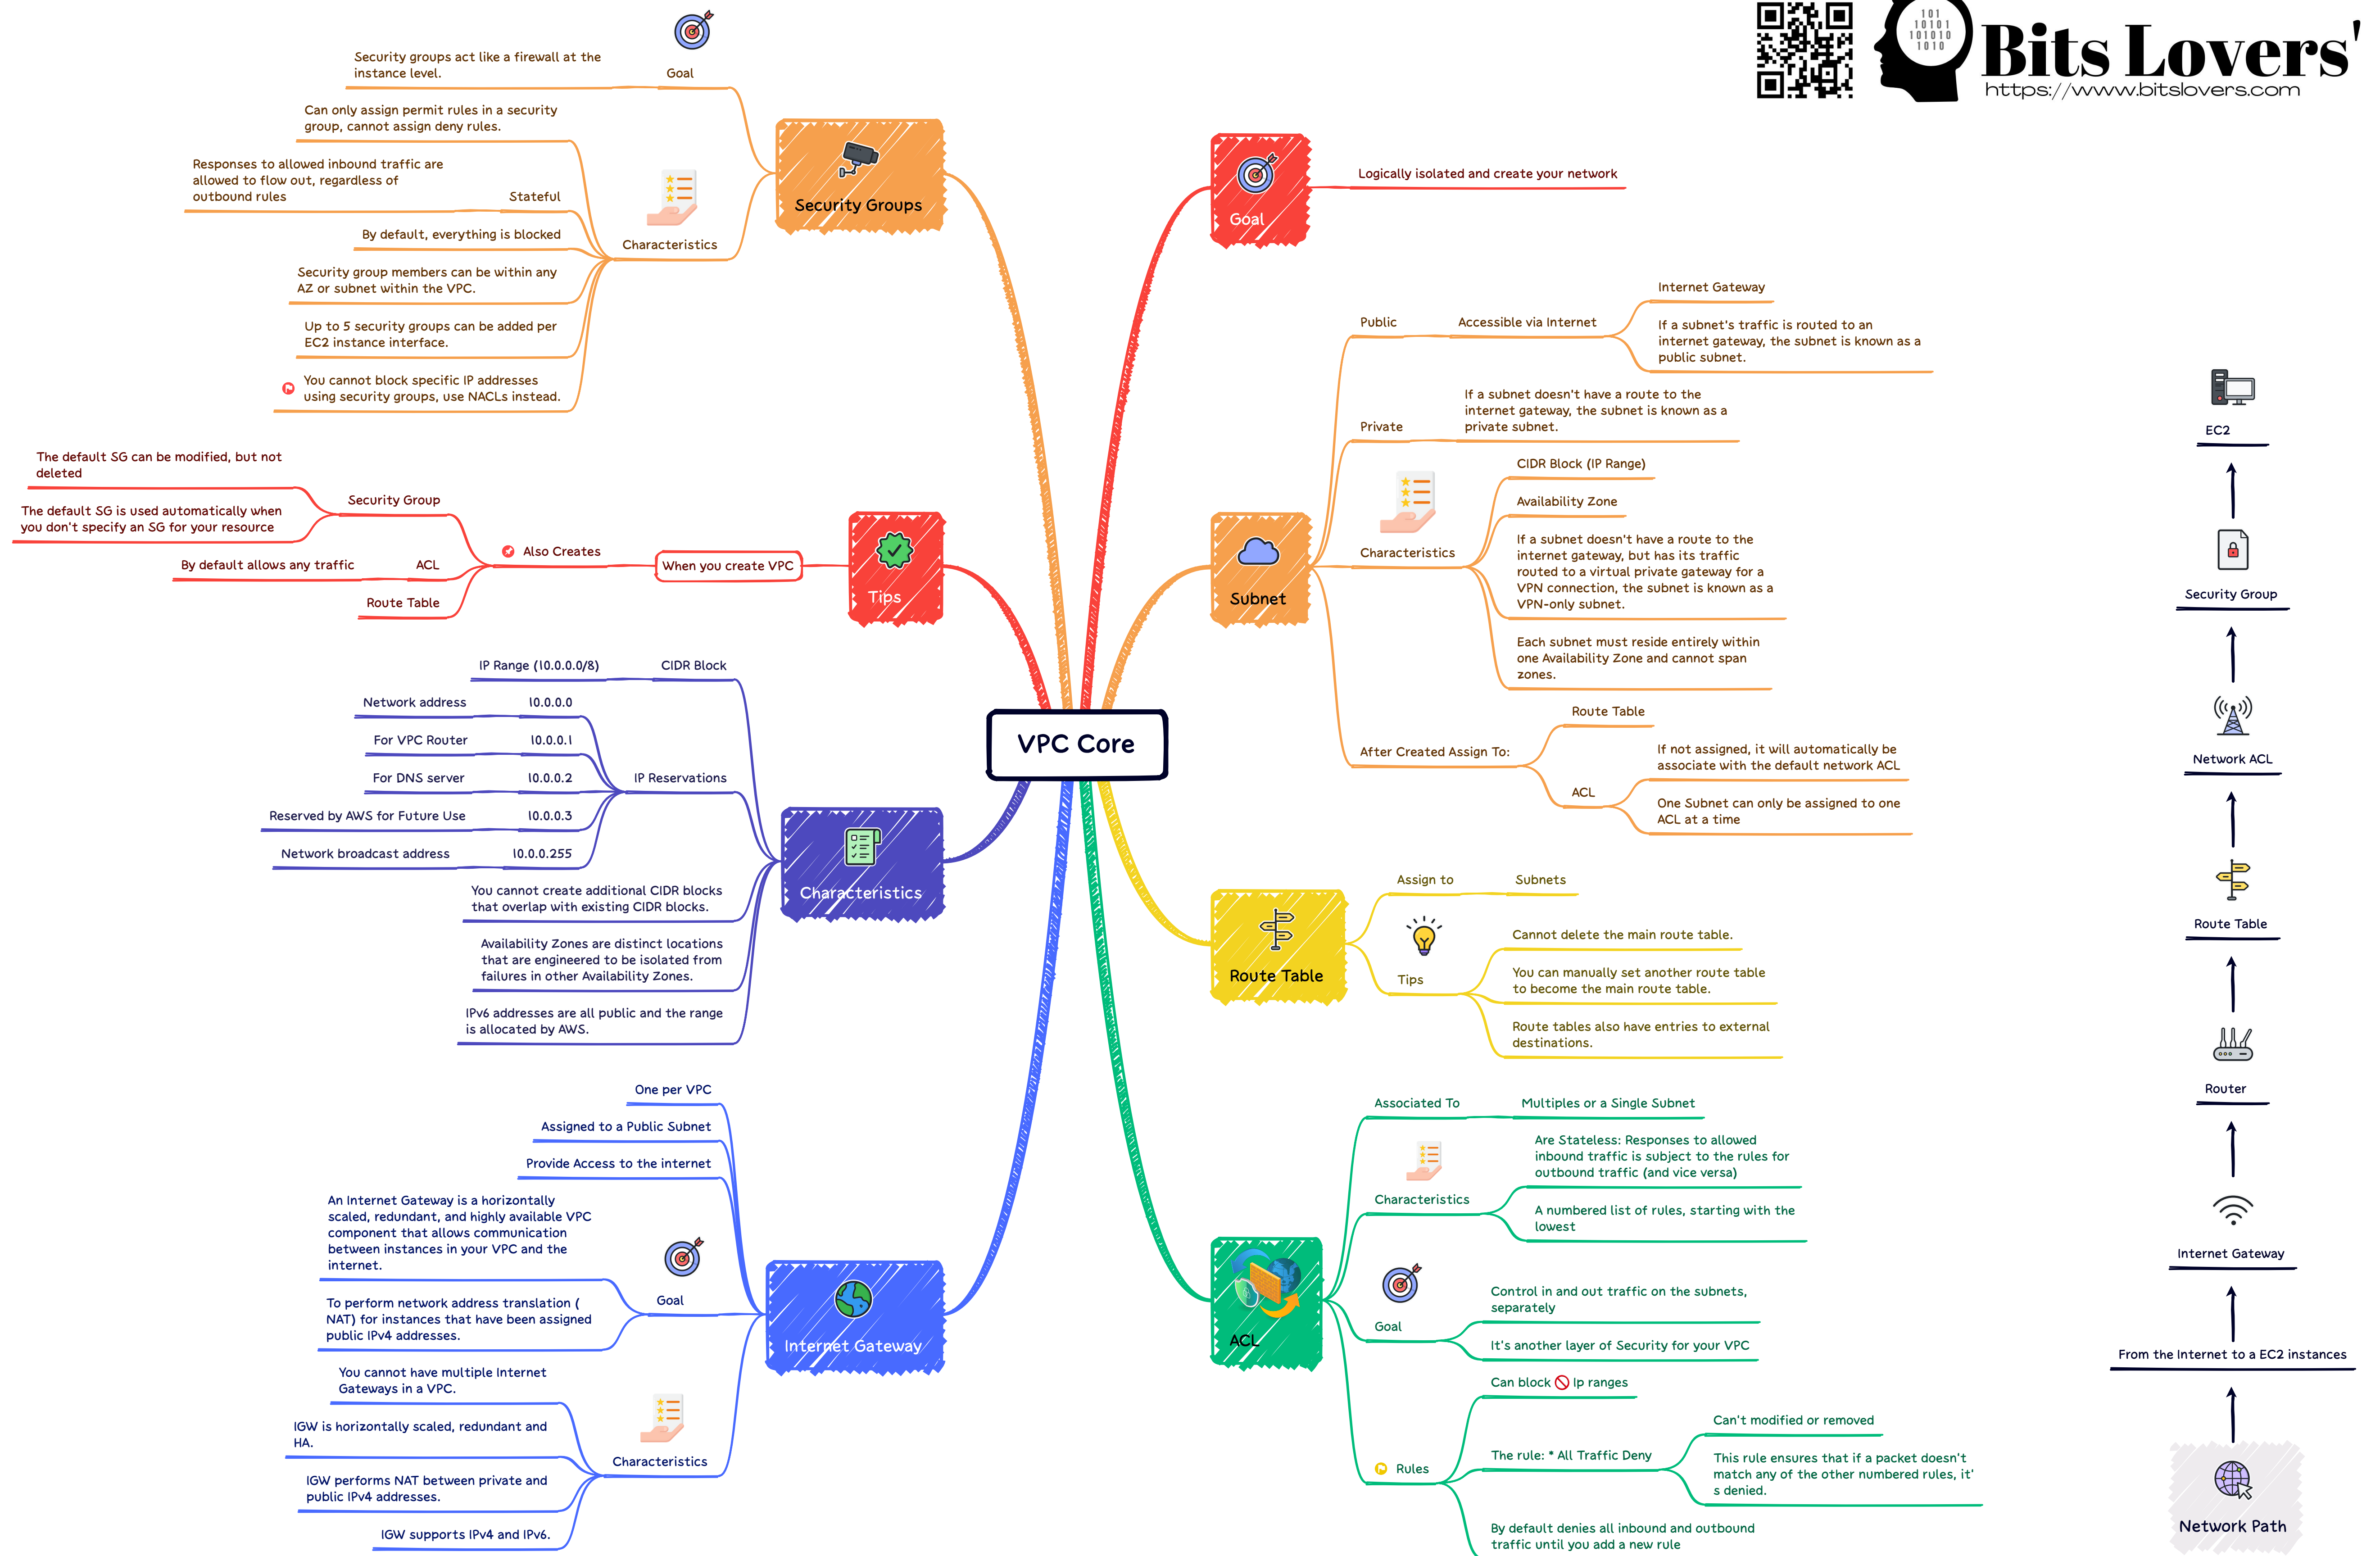 101
10101
101010
1010
Bits Lovers'
https://www.bitslovers.com
VPC Core
Security Groups
Goal
Security groups act like a firewall at the
instance level.
Characteristics
Can only assign permit rules in a security
group, cannot assign deny rules.
Stateful
Responses to allowed inbound traffic are
allowed to flow out, regardless of
outbound rules
By default, everything is blocked
Security group members can be within any
AZ or subnet within the VPC.
Up to 5 security groups can be added per
EC2 instance interface.
You cannot block specific IP addresses
using security groups, use NACLs instead.
Tips
When you create VPC
Also Creates
Security Group
The default SG can be modified, but not
deleted
The default SG is used automatically when
you don't specify an SG for your resource
ACL
By default allows any traffic
Route Table
Characteristics
CIDR Block
IP Range (10.0.0.0/8)
IP Reservations
10.0.0.0
Network address
10.0.0.1
For VPC Router
10.0.0.2
For DNS server
10.0.0.3
Reserved by AWS for Future Use
10.0.0.255
Network broadcast address
You cannot create additional CIDR blocks
that overlap with existing CIDR blocks.
Availability Zones are distinct locations
that are engineered to be isolated from
failures in other Availability Zones.
IPv6 addresses are all public and the range
is allocated by AWS.
Internet Gateway
One per VPC
Assigned to a Public Subnet
Provide Access to the internet
Goal
An Internet Gateway is a horizontally
scaled, redundant, and highly available VPC
component that allows communication
between instances in your VPC and the
internet.
To perform network address translation (
NAT) for instances that have been assigned
public IPv4 addresses.
Characteristics
You cannot have multiple Internet
Gateways in a VPC.
IGW is horizontally scaled, redundant and
HA.
IGW performs NAT between private and
public IPv4 addresses.
IGW supports IPv4 and IPv6.
Goal
Logically isolated and create your network
Subnet
Public
Accessible via Internet
Internet Gateway
If a subnet's traffic is routed to an
internet gateway, the subnet is known as a
public subnet.
Private
If a subnet doesn't have a route to the
internet gateway, the subnet is known as a
private subnet.
Characteristics
CIDR Block (IP Range)
Availability Zone
If a subnet doesn't have a route to the
internet gateway, but has its traffic
routed to a virtual private gateway for a
VPN connection, the subnet is known as a
VPN-only subnet.
Each subnet must reside entirely within
one Availability Zone and cannot span
zones.
After Created Assign To:
Route Table
ACL
If not assigned, it will automatically be
associate with the default network ACL
One Subnet can only be assigned to one
ACL at a time
Route Table
Assign to
Subnets
Tips
Cannot delete the main route table.
You can manually set another route table
to become the main route table.
Route tables also have entries to external
destinations.
ACL
Associated To
Multiples or a Single Subnet
Characteristics
Are Stateless: Responses to allowed
inbound traffic is subject to the rules for
outbound traffic (and vice versa)
A numbered list of rules, starting with the
lowest
Goal
Control in and out traffic on the subnets,
separately
It's another layer of Security for your VPC
Rules
Can block 🚫 Ip ranges
The rule: * All Traffic Deny
Can't modified or removed
This rule ensures that if a packet doesn't
match any of the other numbered rules, it'
s denied.
By default denies all inbound and outbound
traffic until you add a new rule
EC2
Security Group
Network ACL
Route Table
Router
Internet Gateway
From the Internet to a EC2 instances
Network Path